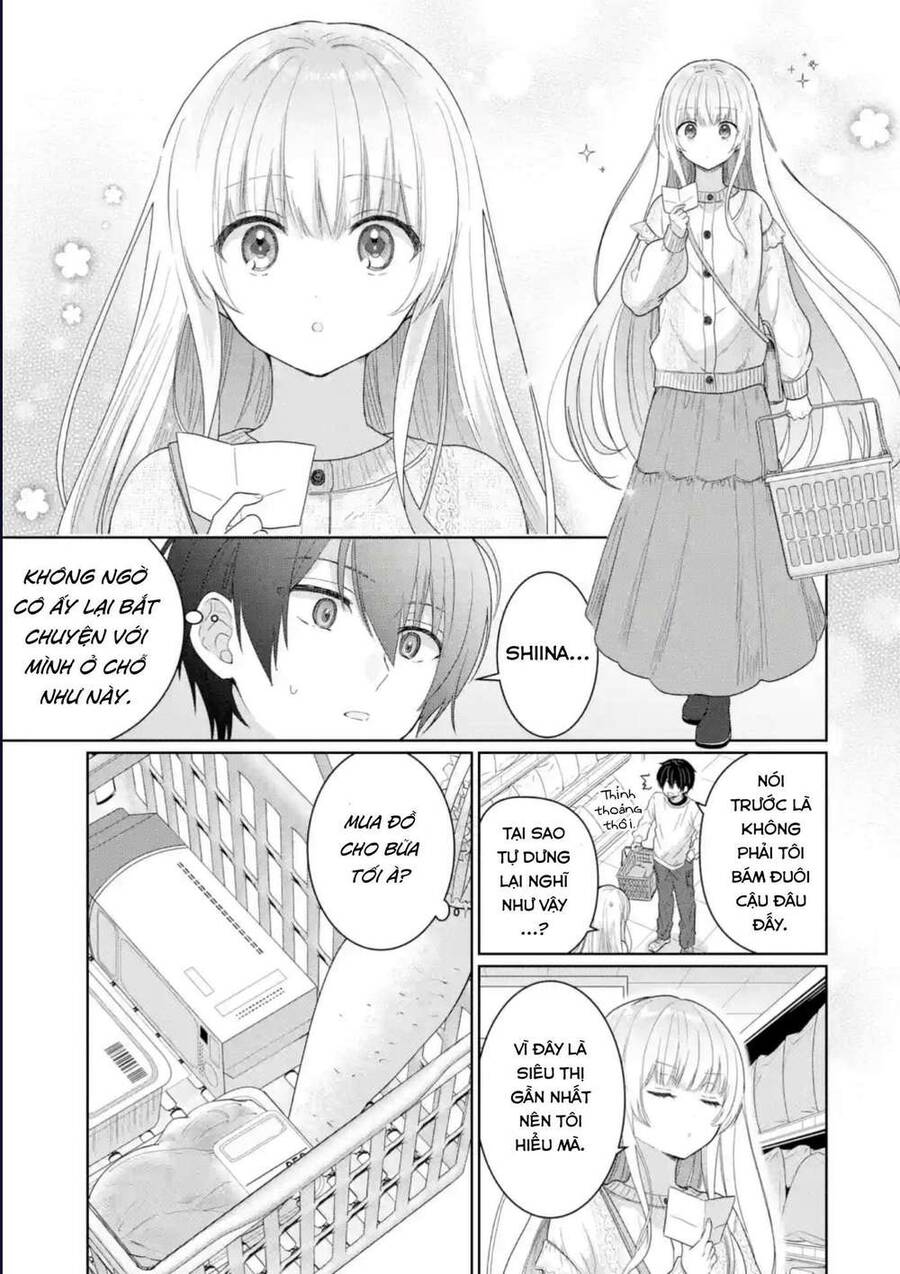 SHIINA...
KHÔNG NGỜ
CÔ ẤY LẠI BẮT
CHUYỆN VỚI
MÌNH Ở CHỖ
NHƯ NÀY.
NÓI
TRƯỚC LÀ
KHÔNG
PHẢI TÔI
BÁM ĐUÔI
CẬU ĐÂU
ĐẤY.
Thỉnh
thoảng
thôi.
TẠI SAO
TỰ DƯNG
LẠI NGHĨ
NHƯ VẬY
...?
MUA ĐỒ
CHO BỮA
TỐI À?
VÌ ĐÂY LÀ
SIÊU THỊ
GẦN NHẤT
NÊN TÔI
HIỂU MÀ.